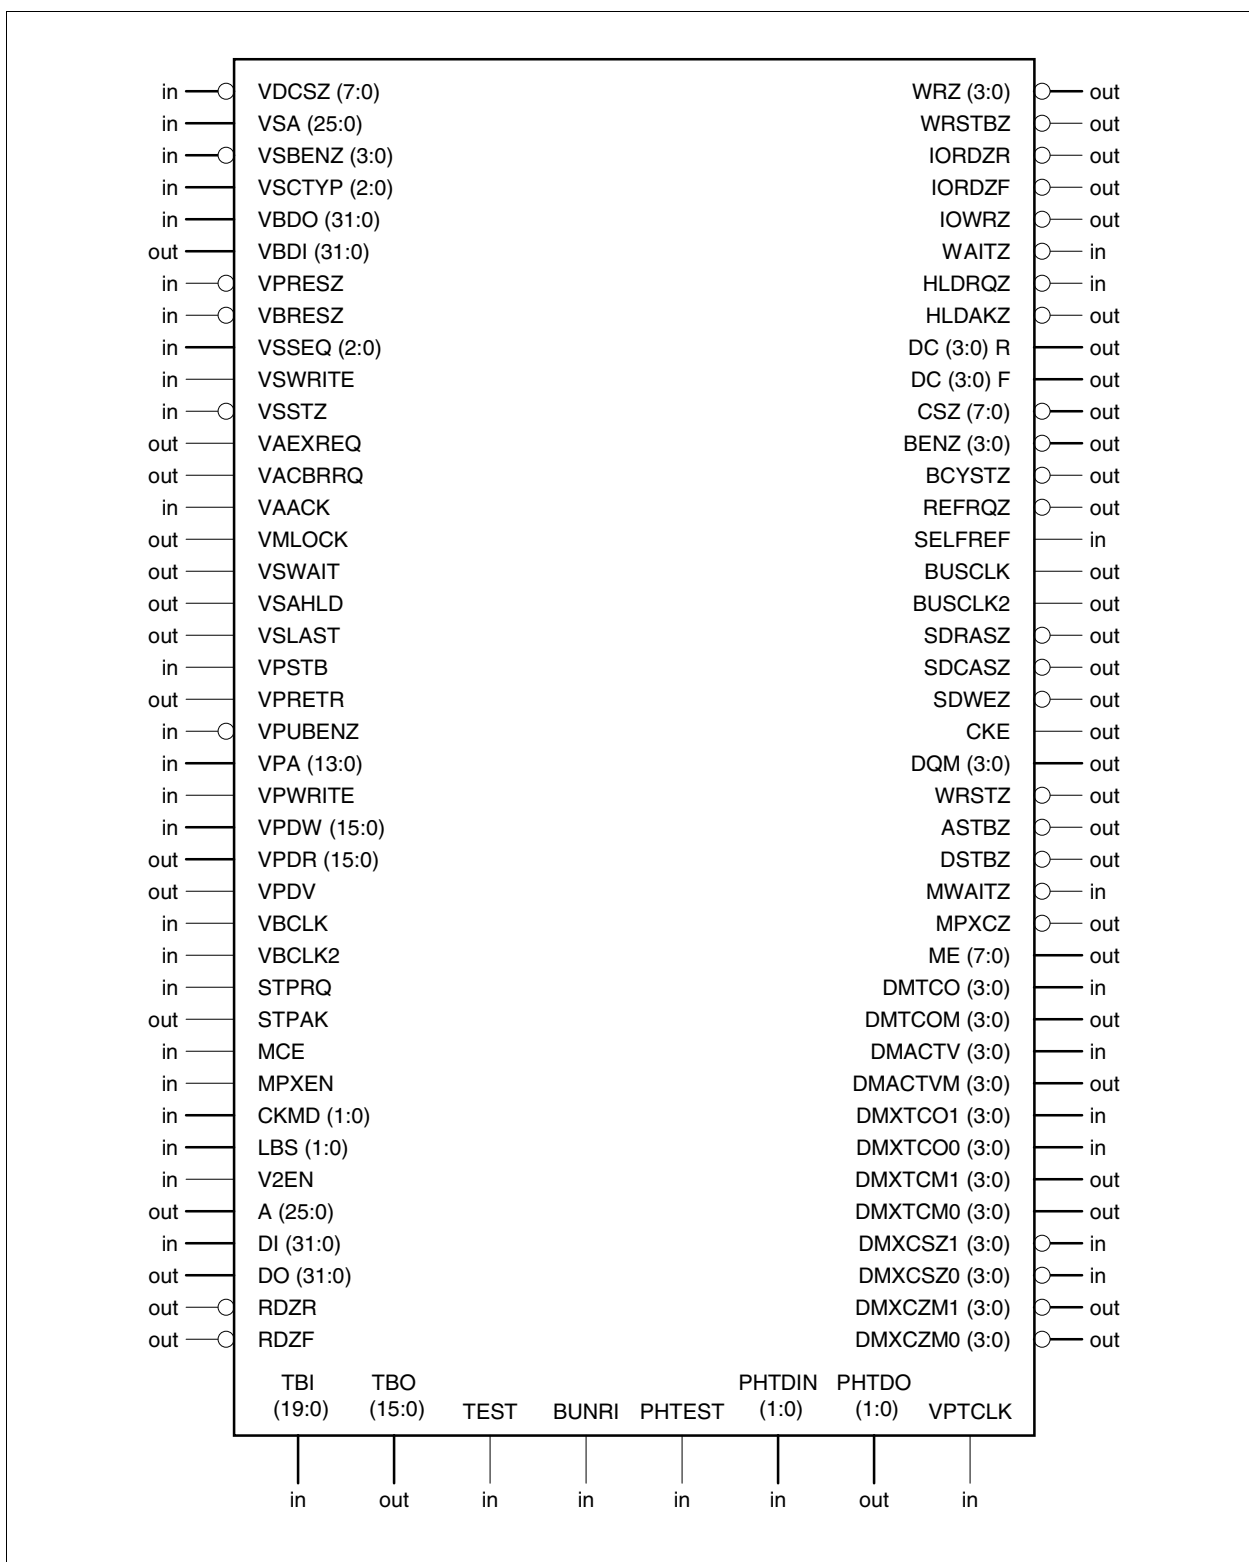 in VDCSZ (7:0) WRZ (3:0) out
in VSA (25:0) WRSTBZ out
in VSBENZ (3:0) IORDZR out
in VSCTYP (2:0) IORDZF out
in VBDO (31:0) IOWRZ out
out VBDI (31:0) WAITZ in
in VPRESZ HLDRQZ in
in VBRESZ HLDAKZ out
in VSSEQ (2:0) DC (3:0) R out
in VSWRITE DC (3:0) F out
in VSSTZ CSZ (7:0) out
out VAEXREQ BENZ (3:0) out
out VACBRRQ BCYSTZ out
in VAACK REFRQZ out
out VMLOCK SELFREF in
out VSWAIT BUSCLK out
out VSAHLD BUSCLK2 out
out VSLAST SDRASZ out
in VPSTB SDCASZ out
out VPRETR SDWEZ out
in VPUBENZ CKE out
in VPA (13:0) DQM (3:0) out
in VPWRITE WRSTZ out
in VPDW (15:0) ASTBZ out
out VPDR (15:0) DSTBZ out
out VPDV MWAITZ in
in VBCLK MPXCZ out
in VBCLK2 ME (7:0) out
in STPRQ DMTCO (3:0) in
out STPAK DMTCOM (3:0) out
in MCE DMACTV (3:0) in
in MPXEN DMACTVM (3:0) out
in CKMD (1:0) DMXTCO1 (3:0) in
in LBS (1:0) DMXTCO0 (3:0) in
in V2EN DMXTCM1 (3:0) out
out A (25:0) DMXTCM0 (3:0) out
in DI (31:0) DMXCSZ1 (3:0) in
out DO (31:0) DMXCSZ0 (3:0) in
out RDZR DMXCZM1 (3:0) out
out RDZF DMXCZM0 (3:0) out
TBI TBO PHTDIN PHTDO
(19:0) (15:0) TEST BUNRI PHTEST (1:0) (1:0) VPTCLK
in out in in in in out in